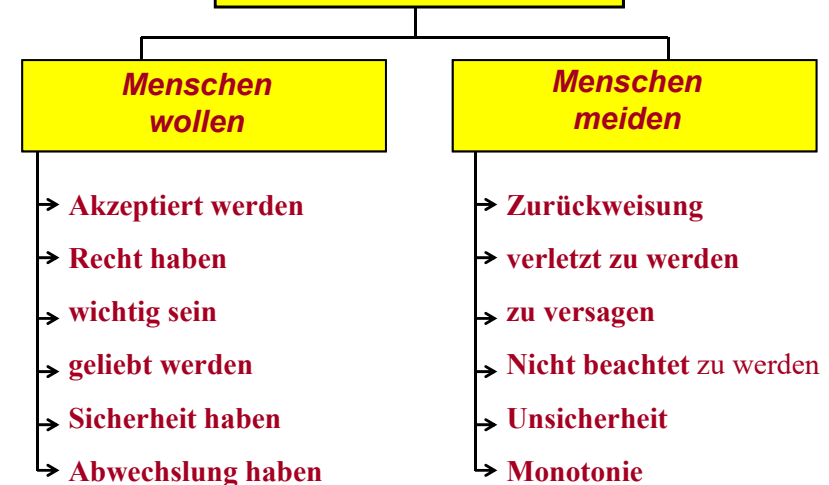 Menschen
wollen
Akzeptiert werden
Recht haben
wichtig sein
geliebt werden
Sicherheit haben
Abwechslung haben
Menschen
meiden
Zurückweisung
verletzt zu werden
zu versagen
Nicht beachtet zu werden
Unsicherheit
Monotonie